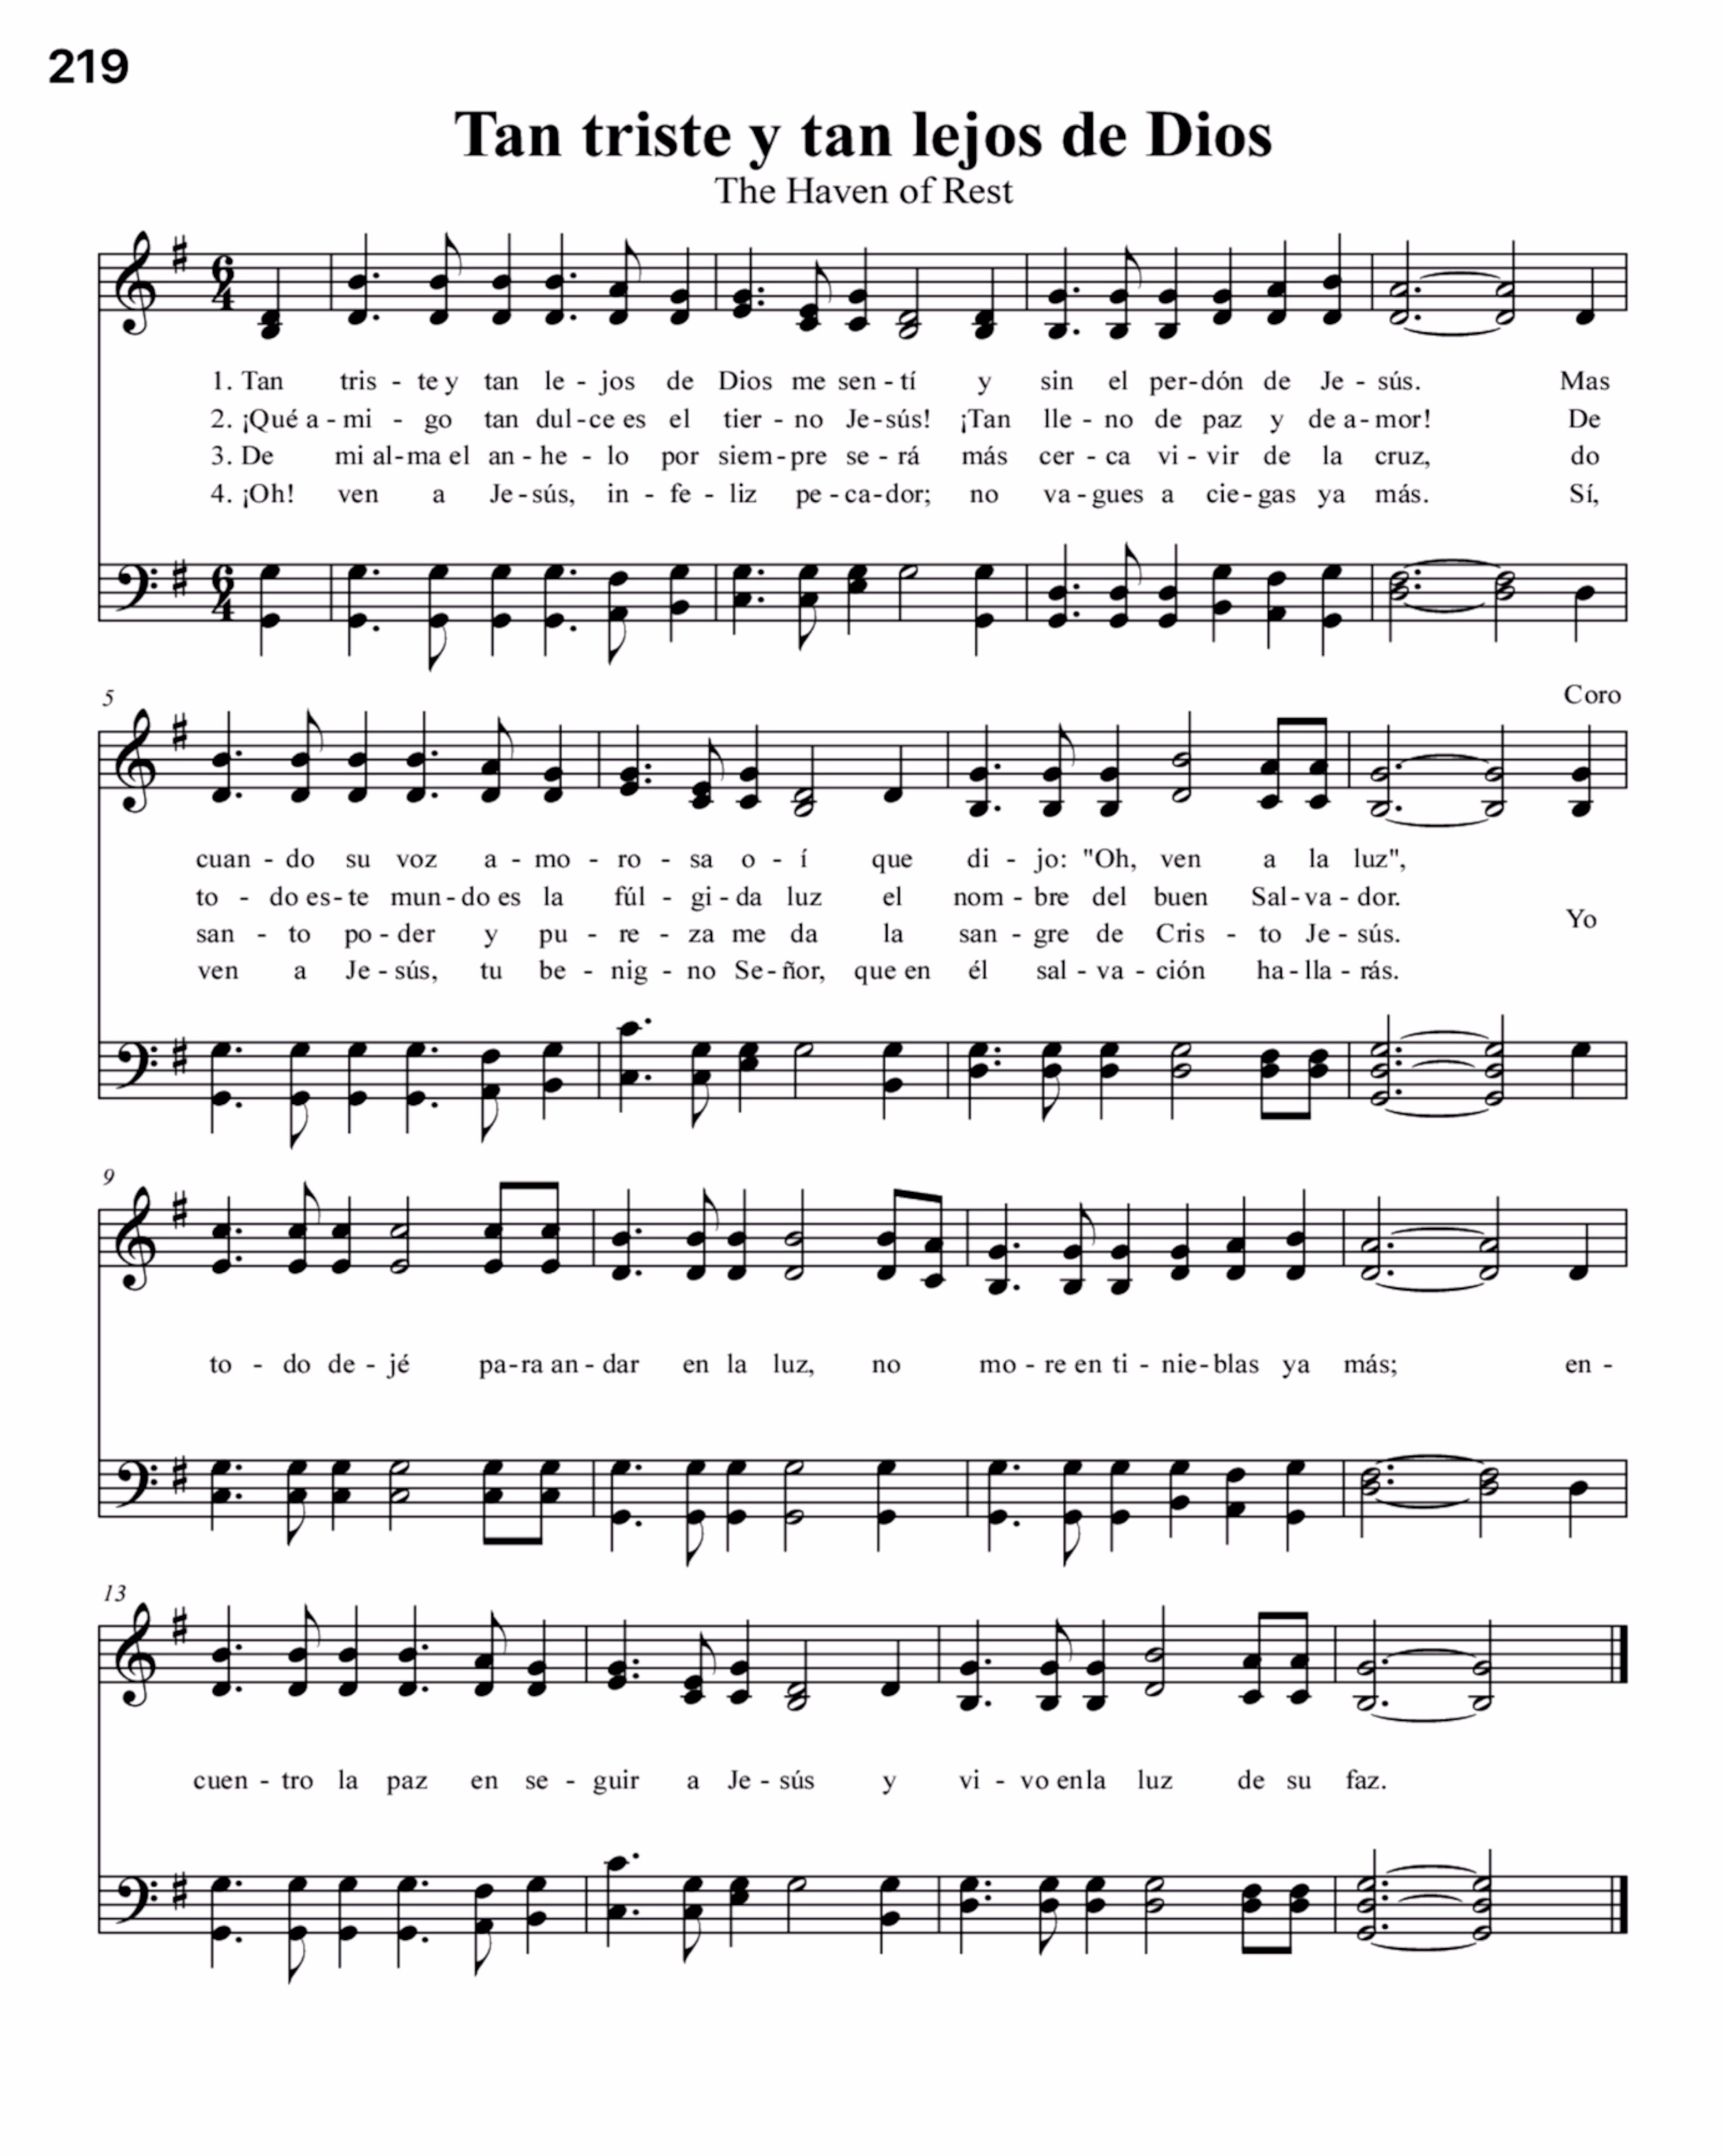 219
Tan triste y tan lejos de Dios
The Haven of Rest
6
4
1. Tan tris - te y tan le - jos de Dios me sen - tí y sin el per - dón de Je - sús. Mas
2. ¡Qué a - mi - go tan dul - ce es el tier - no Je - sús! ¡Tan lle - no de paz y de a - mor! De
3. De mi al - ma el an - he - lo por siem - pre se - rá más cer - ca vi - vir de la cruz, do
4. ¡Oh! ven a Je - sús, in - fe - liz pe - ca - dor; no va - gues a cie - gas ya más. Sí,
6
4
5
Coro
cuan - do su voz a - mo - ro - sa o - í que di - jo: "Oh, ven a la luz",
to - do es - te mun - do es la fúl - gi - da luz el nom - bre del buen Sal - va - dor.
Yo
san - to po - der y pu - re - za me da la san - gre de Cris - to Je - sús.
ven a Je - sús, tu be - nig - no Se - ñor, que en él sal - va - ción ha - lla - rás.
9
to - do de - jé pa - ra an - dar en la luz, no mo - re en ti - nie - blas ya más; en -
13
cuen - tro la paz en se - guir a Je - sús y vi - vo enla luz de su faz.